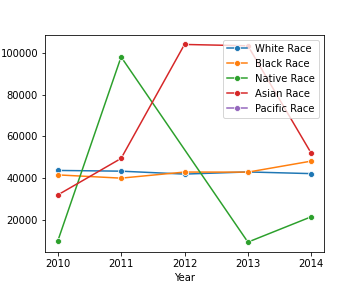 100000
80000
60000
40000
20000
2010 2011 2012 2013 2014
Year
White Race
Black Race
Native Race
Asian Race
Pacific Race